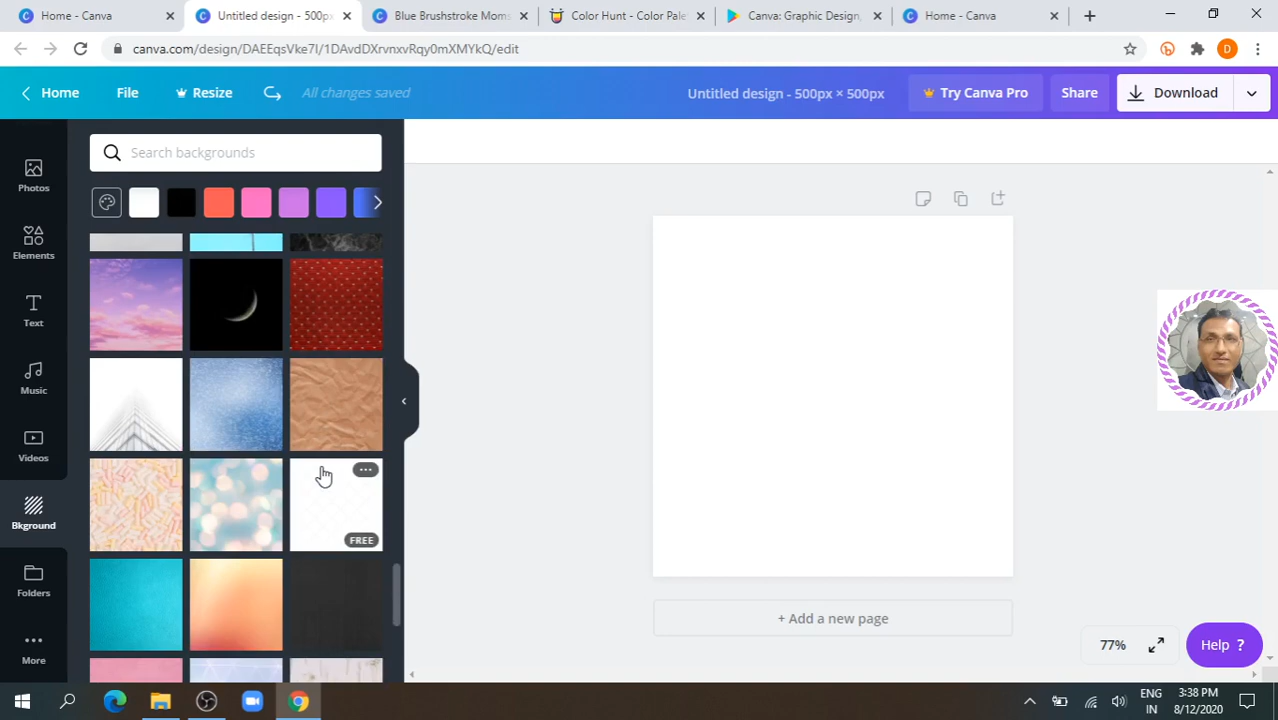 Home - Canva
Untitled design - 500px
Blue Brushstroke Moms
Color Hunt - Color Pale
Canva: Graphic Design,
Home - Canva
canva.com/design/DAEEqsVke7I/1DAvdDXrvnxvRqy0mXMYkQ/edit
D
Home
File
Resize
All changes saved
Untitled design - 500px × 500px
Try Canva Pro
Share
Download
Search backgrounds
Photos
Elements
Text
Music
Videos
Bkground
Folders
More
FREE
+ Add a new page
77%
Help ?
ENG
IN
3:38 PM
8/12/2020